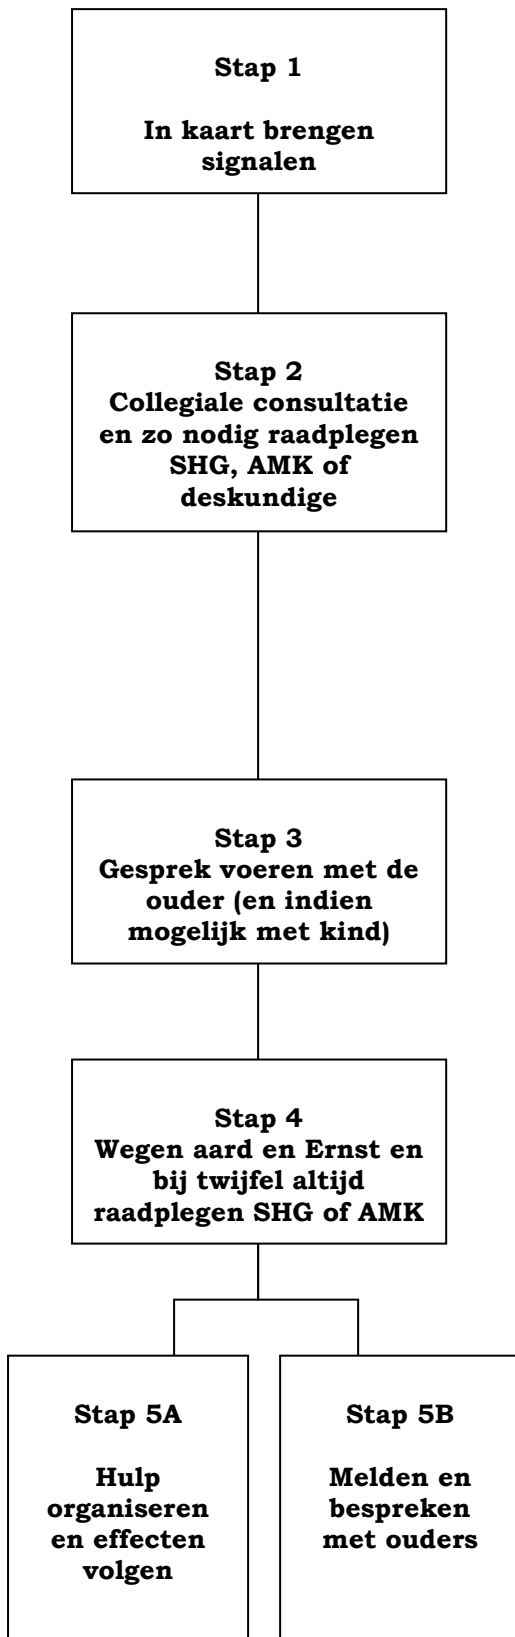 Stap 1
In kaart brengen
signalen
Stap 2
Collegiale consultatie
en zo nodig raadplegen
SHG, AMK of
deskundige
Stap 3
Gesprek voeren met de
ouder (en indien
mogelijk met kind)
Stap 4
Wegen aard en Ernst en
bij twijfel altijd
raadplegen SHG of AMK
Stap 5A
Hulp
organiseren
en effecten
volgen
Stap 5B
Melden en
bespreken
met ouders